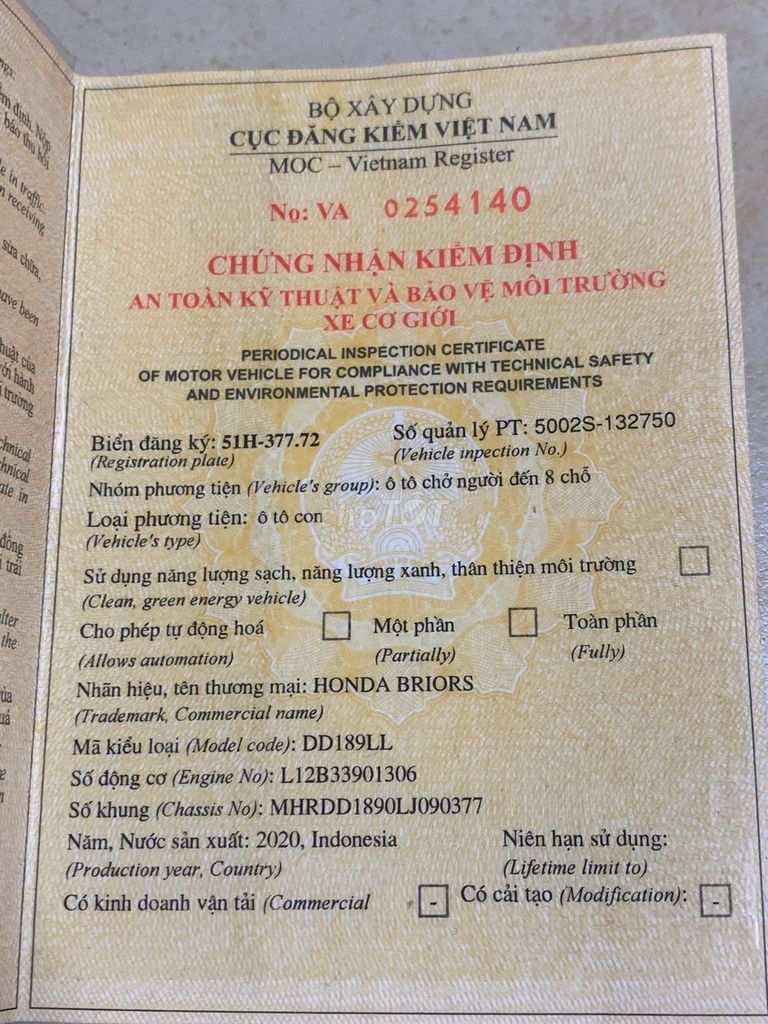 BỘ XÂY DỰNG
CỤC ĐĂNG KIỂM VIỆT NAM
MOC – Vietnam Register
No: VA 0254140
CHỨNG NHẬN KIỂM ĐỊNH
AN TOÀN KỸ THUẬT VÀ BẢO VỆ MÔI TRƯỜNG
XE CƠ GIỚI
PERIODICAL INSPECTION CERTIFICATE
OF MOTOR VEHICLE FOR COMPLIANCE WITH TECHNICAL SAFETY
AND ENVIRONMENTAL PROTECTION REQUIREMENTS
Biển đăng ký: 51H-377.72 Số quản lý PT: 5002S-132750
(Registration plate) (Vehicle inpection No.)
Nhóm phương tiện (Vehicle's group): ô tô chở người đến 8 chỗ
Loại phương tiện: ô tô con
(Vehicle's type)
Sử dụng năng lượng sạch, năng lượng xanh, thân thiện môi trường
(Clean, green energy vehicle)
Cho phép tự động hoá Một phần Toàn phần
(Allows automation) (Partially) (Fully)
Nhãn hiệu, tên thương mại: HONDA BRIORS
(Trademark, Commercial name)
Mã kiểu loại (Model code): DD189LL
Số động cơ (Engine No): L12B33901306
Số khung (Chassis No): MHRDD1890LJ090377
Năm, Nước sản xuất: 2020, Indonesia Niên hạn sử dụng:
(Production year, Country) (Lifetime limit to)
Có kinh doanh vận tải (Commercial - Có cải tạo (Modification): -